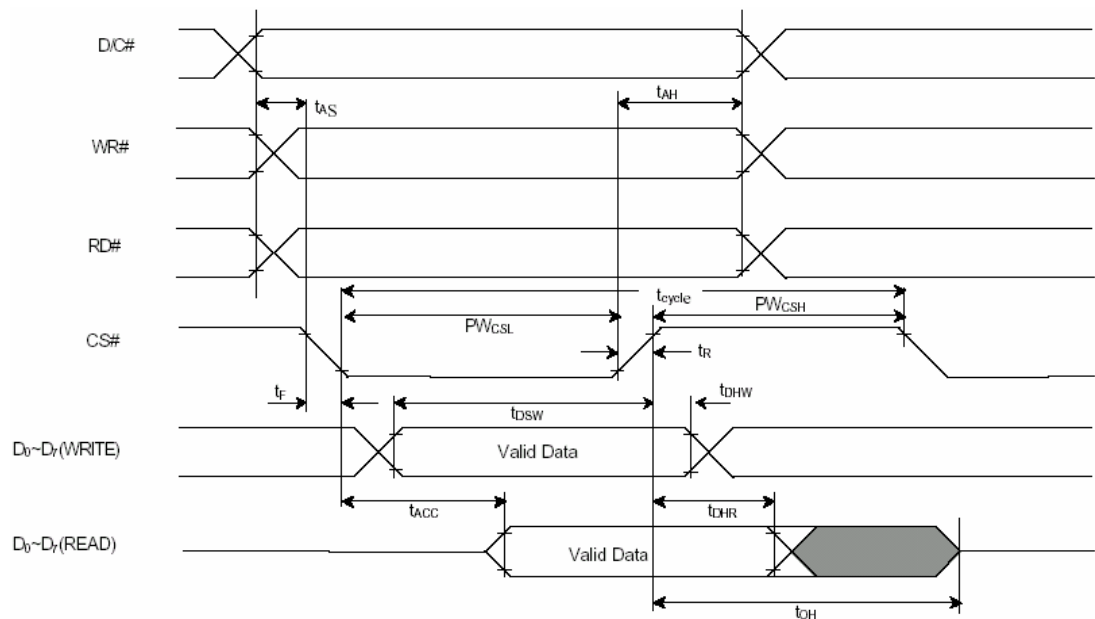 D/C#
tAS
tAH
WR#
RD#
tcycle
PWCSL
PWCSH
CS#
tR
tF
tDSW
tDHW
D0~D7(WRITE)
Valid Data
tACC
tDHR
D0~D7(READ)
Valid Data
tOH